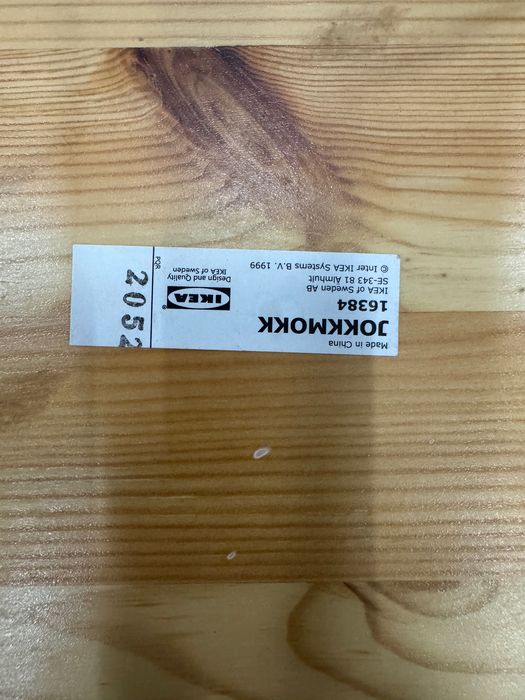 Made in China
JOKKMOKK
16384
IKEA of Sweden AB
SE-343 81 Älmhult
© Inter IKEA Systems B.V. 1999
IKEA®
Design and Quality
IKEA of Sweden
PQR
2052